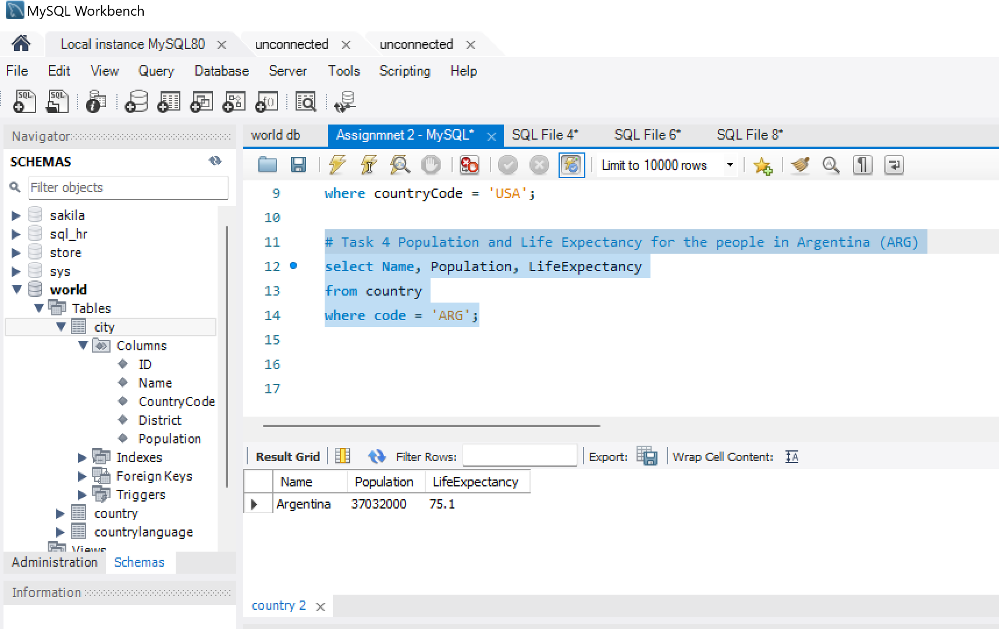 MySQL Workbench
Local instance MySQL80
unconnected
unconnected
File Edit View Query Database Server Tools Scripting Help
SQL SQL
Navigator
SCHEMAS
Filter objects
sakila
sql_hr
store
sys
world
Tables
city
Columns
ID
Name
CountryCode
District
Population
Indexes
Foreign Keys
Triggers
country
countrylanguage
Views
Administration Schemas
Information
world db Assignmnet 2 - MySQL* SQL File 4* SQL File 6* SQL File 8*
Limit to 10000 rows
9 where countryCode = 'USA';
10
11 # Task 4 Population and Life Expectancy for the people in Argentina (ARG)
12 select Name, Population, LifeExpectancy
13 from country
14 where code = 'ARG';
15
16
17
Result Grid Filter Rows: Export: Wrap Cell Content:
Name Population LifeExpectancy
Argentina 37032000 75.1
country 2